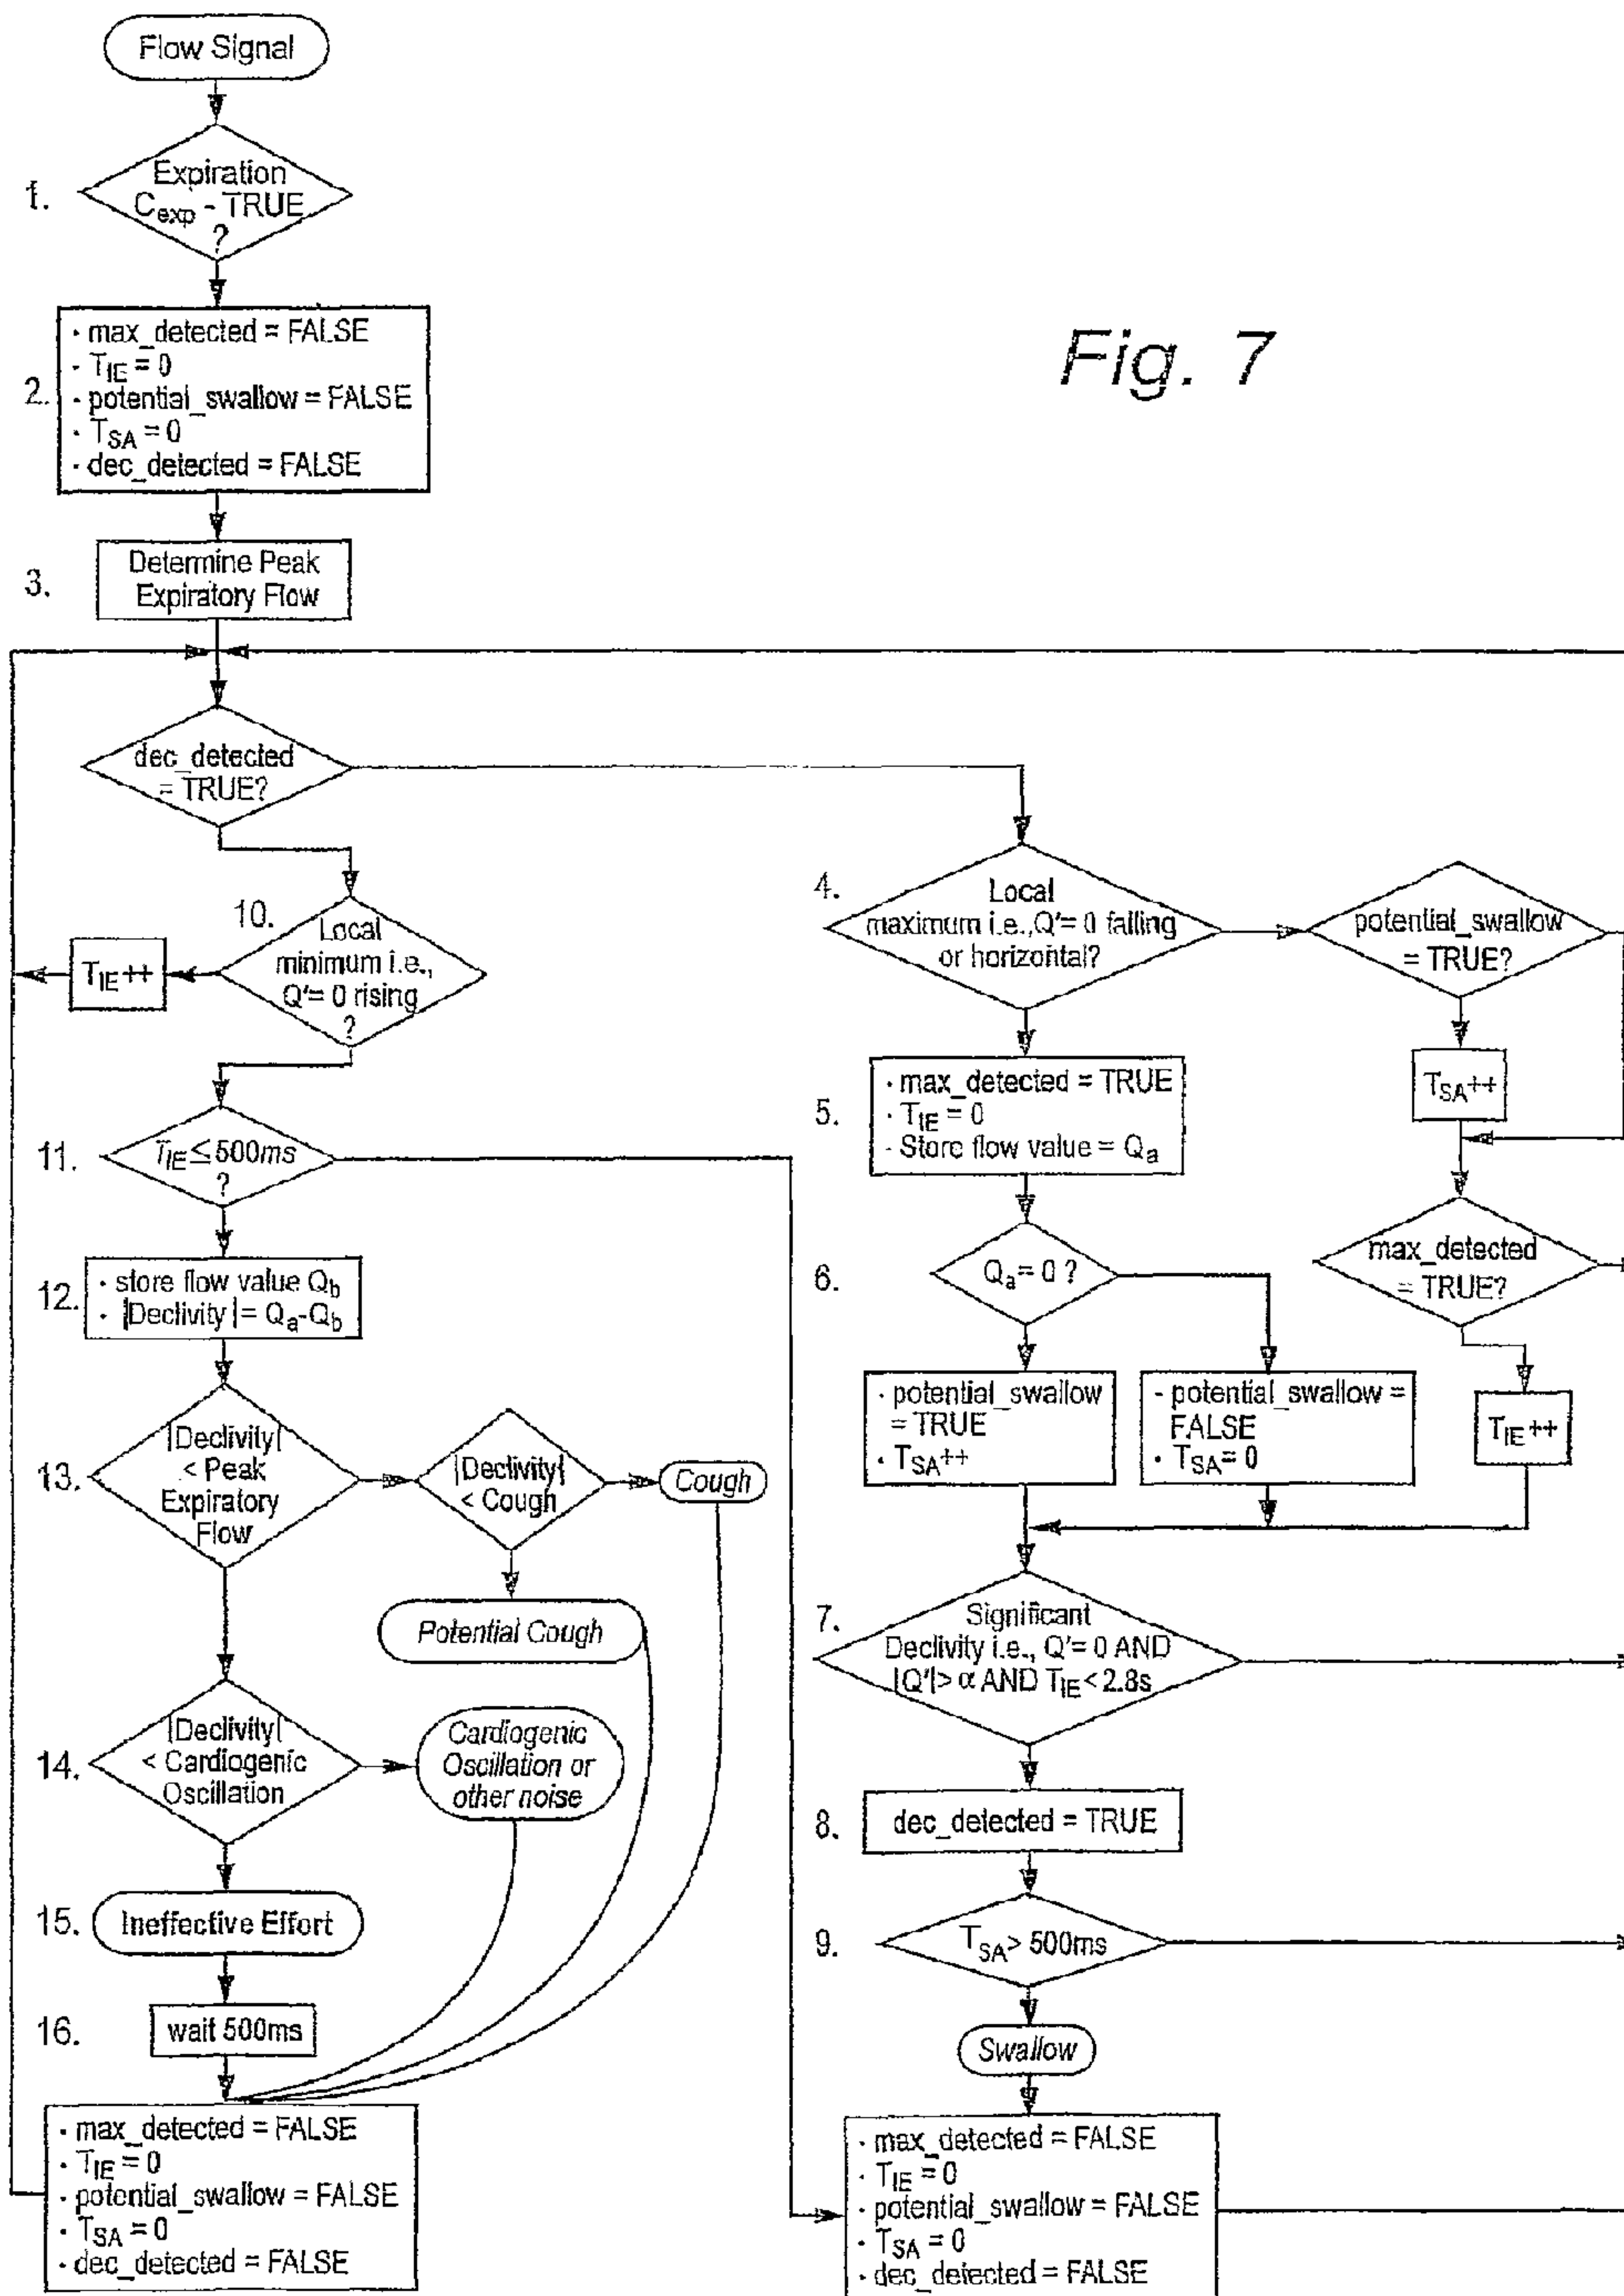 Flow Signal
1.
Expiration
Cexp - TRUE
?
Fig. 7
2.
· max_detected = FALSE
· TIE = 0
· potential_swallow = FALSE
· TSA = 0
· dec_detected = FALSE
3.
Determine Peak
Expiratory Flow
dec_detected
= TRUE?
10.
Local
minimum i.e.,
Q'= 0 rising
?
TIE++
11.
TIE ≤ 500ms
?
12.
· store flow value Qb
· |Declivity| = Qa-Qb
13.
|Declivity|
< Peak
Expiratory
Flow
|Declivity|
< Cough
Cough
Potential Cough
14.
|Declivity|
< Cardiogenic
Oscillation
Cardiogenic
Oscillation or
other noise
15.
Ineffective Effort
16.
wait 500ms
· max_detected = FALSE
· TIE = 0
· potential_swallow = FALSE
· TSA = 0
· dec_detected = FALSE
4.
Local
maximum i.e.,Q'= 0 falling
or horizontal?
potential_swallow
= TRUE?
TSA++
5.
· max_detected = TRUE
· TIE = 0
- Store flow value = Qa
max_detected
= TRUE?
6.
Qa= 0 ?
· potential_swallow
= TRUE
· TSA++
- potential_swallow =
FALSE
· TSA= 0
TIE++
7.
Significant
Declivity i.e., Q'= 0 AND
|Q'|> α AND TIE<2.8s
8.
dec_detected = TRUE
9.
TSA> 500ms
Swallow
· max_detected = FALSE
· TIE = 0
· potential_swallow = FALSE
· TSA = 0
· dec_detected = FALSE